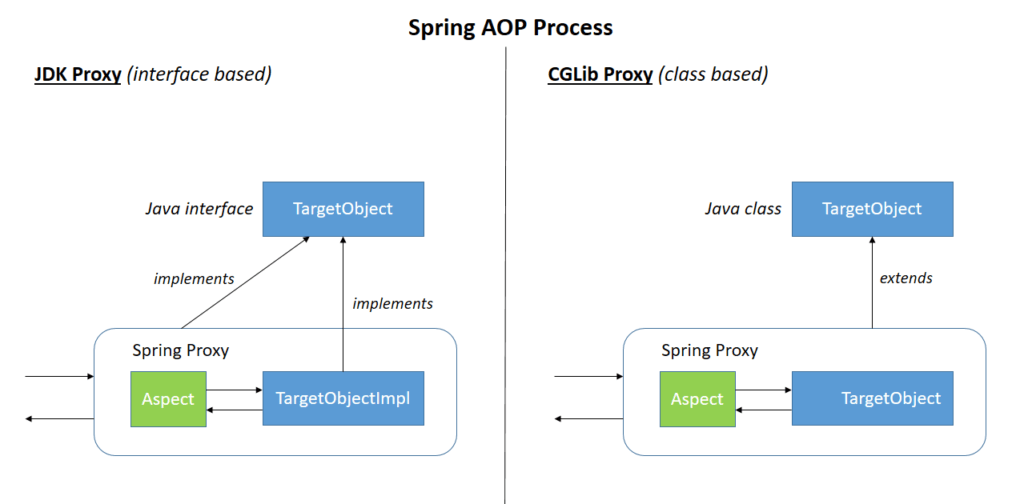 Spring AOP Process
JDK Proxy (interface based)
Java interface
TargetObject
implements
implements
Spring Proxy
Aspect
TargetObjectImpl
CGLib Proxy (class based)
Java class
TargetObject
extends
Spring Proxy
Aspect
TargetObject